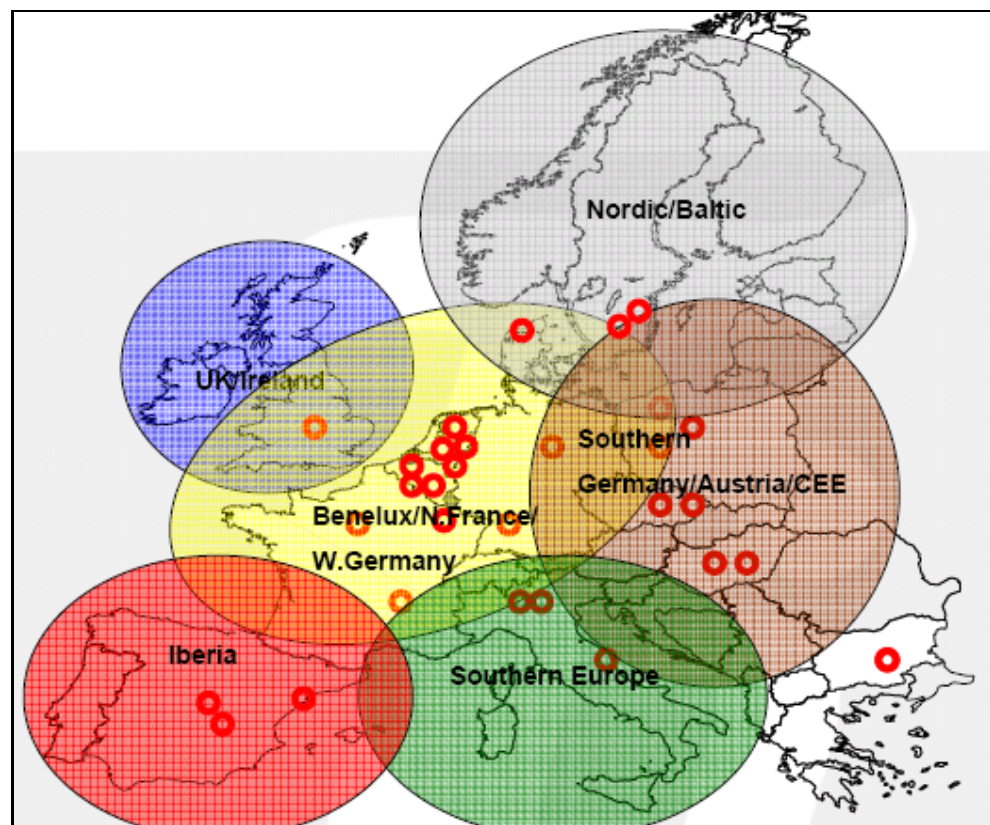 Nordic/Baltic
UK/Ireland
Southern
Germany/Austria/CEE
Benelux/N.France/
W.Germany
Iberia
Southern Europe